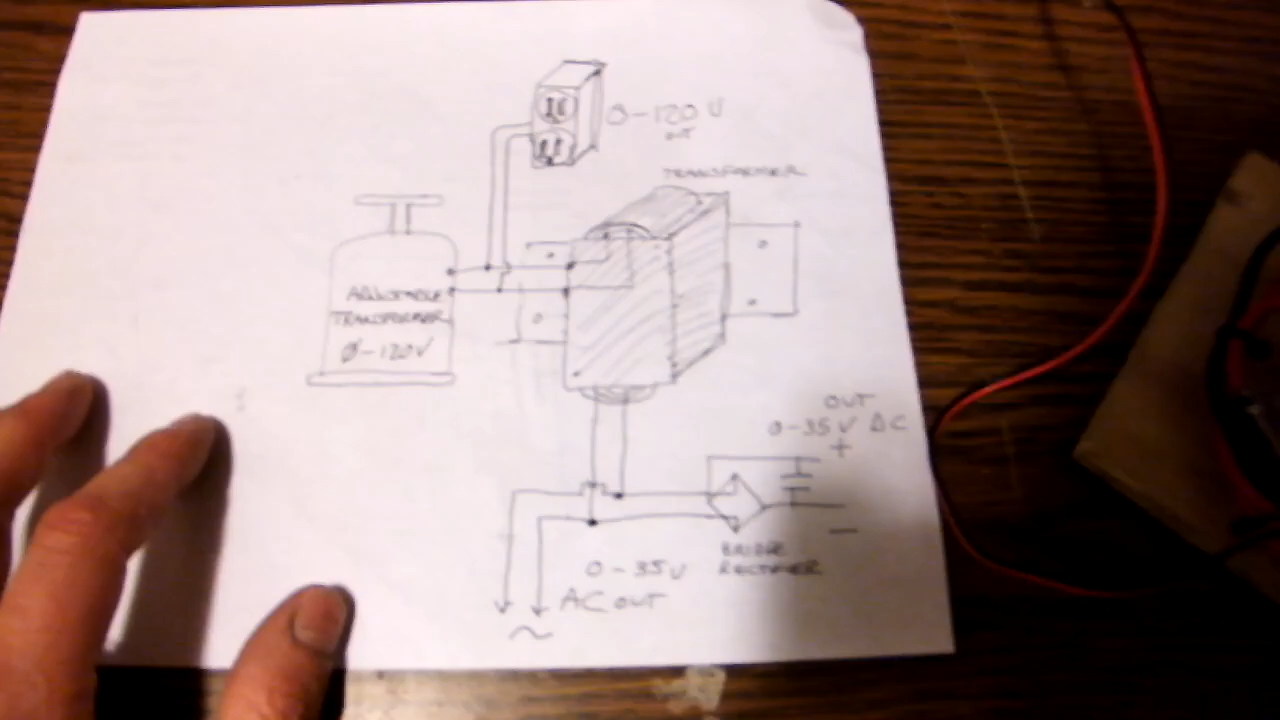 0-120 V
OUT
TRANSFORMER
ADJUSTABLE
TRANSFORMER
0-120V
OUT
0-35V DC
+
-
BRIDGE
RECTIFIER
0-35V
AC OUT
~